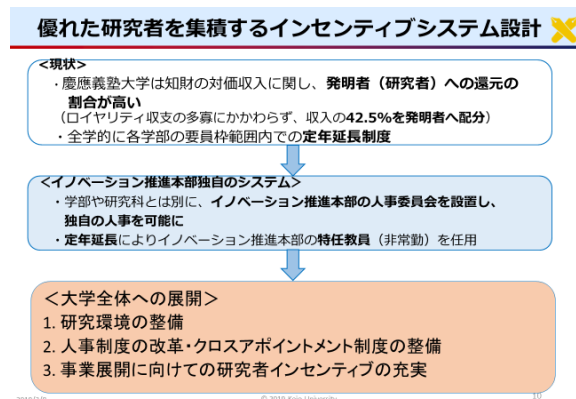 優れた研究者を集積するインセンティブシステム設計
<現状>
・慶應義塾大学は知財の対価収入に関し、発明者（研究者）への還元の
割合が高い
（ロイヤリティ収支の多寡にかかわらず、収入の42.5%を発明者へ配分）
・全学的に各学部の要員枠範囲内での定年延長制度
<イノベーション推進本部独自のシステム>
・学部や研究科とは別に、イノベーション推進本部の人事委員会を設置し、
独自の人事を可能に
・定年延長によりイノベーション推進本部の特任教員（非常勤）を任用
＜大学全体への展開＞
1. 研究環境の整備
2. 人事制度の改革・クロスアポイントメント制度の整備
3. 事業展開に向けての研究者インセンティブの充実
10